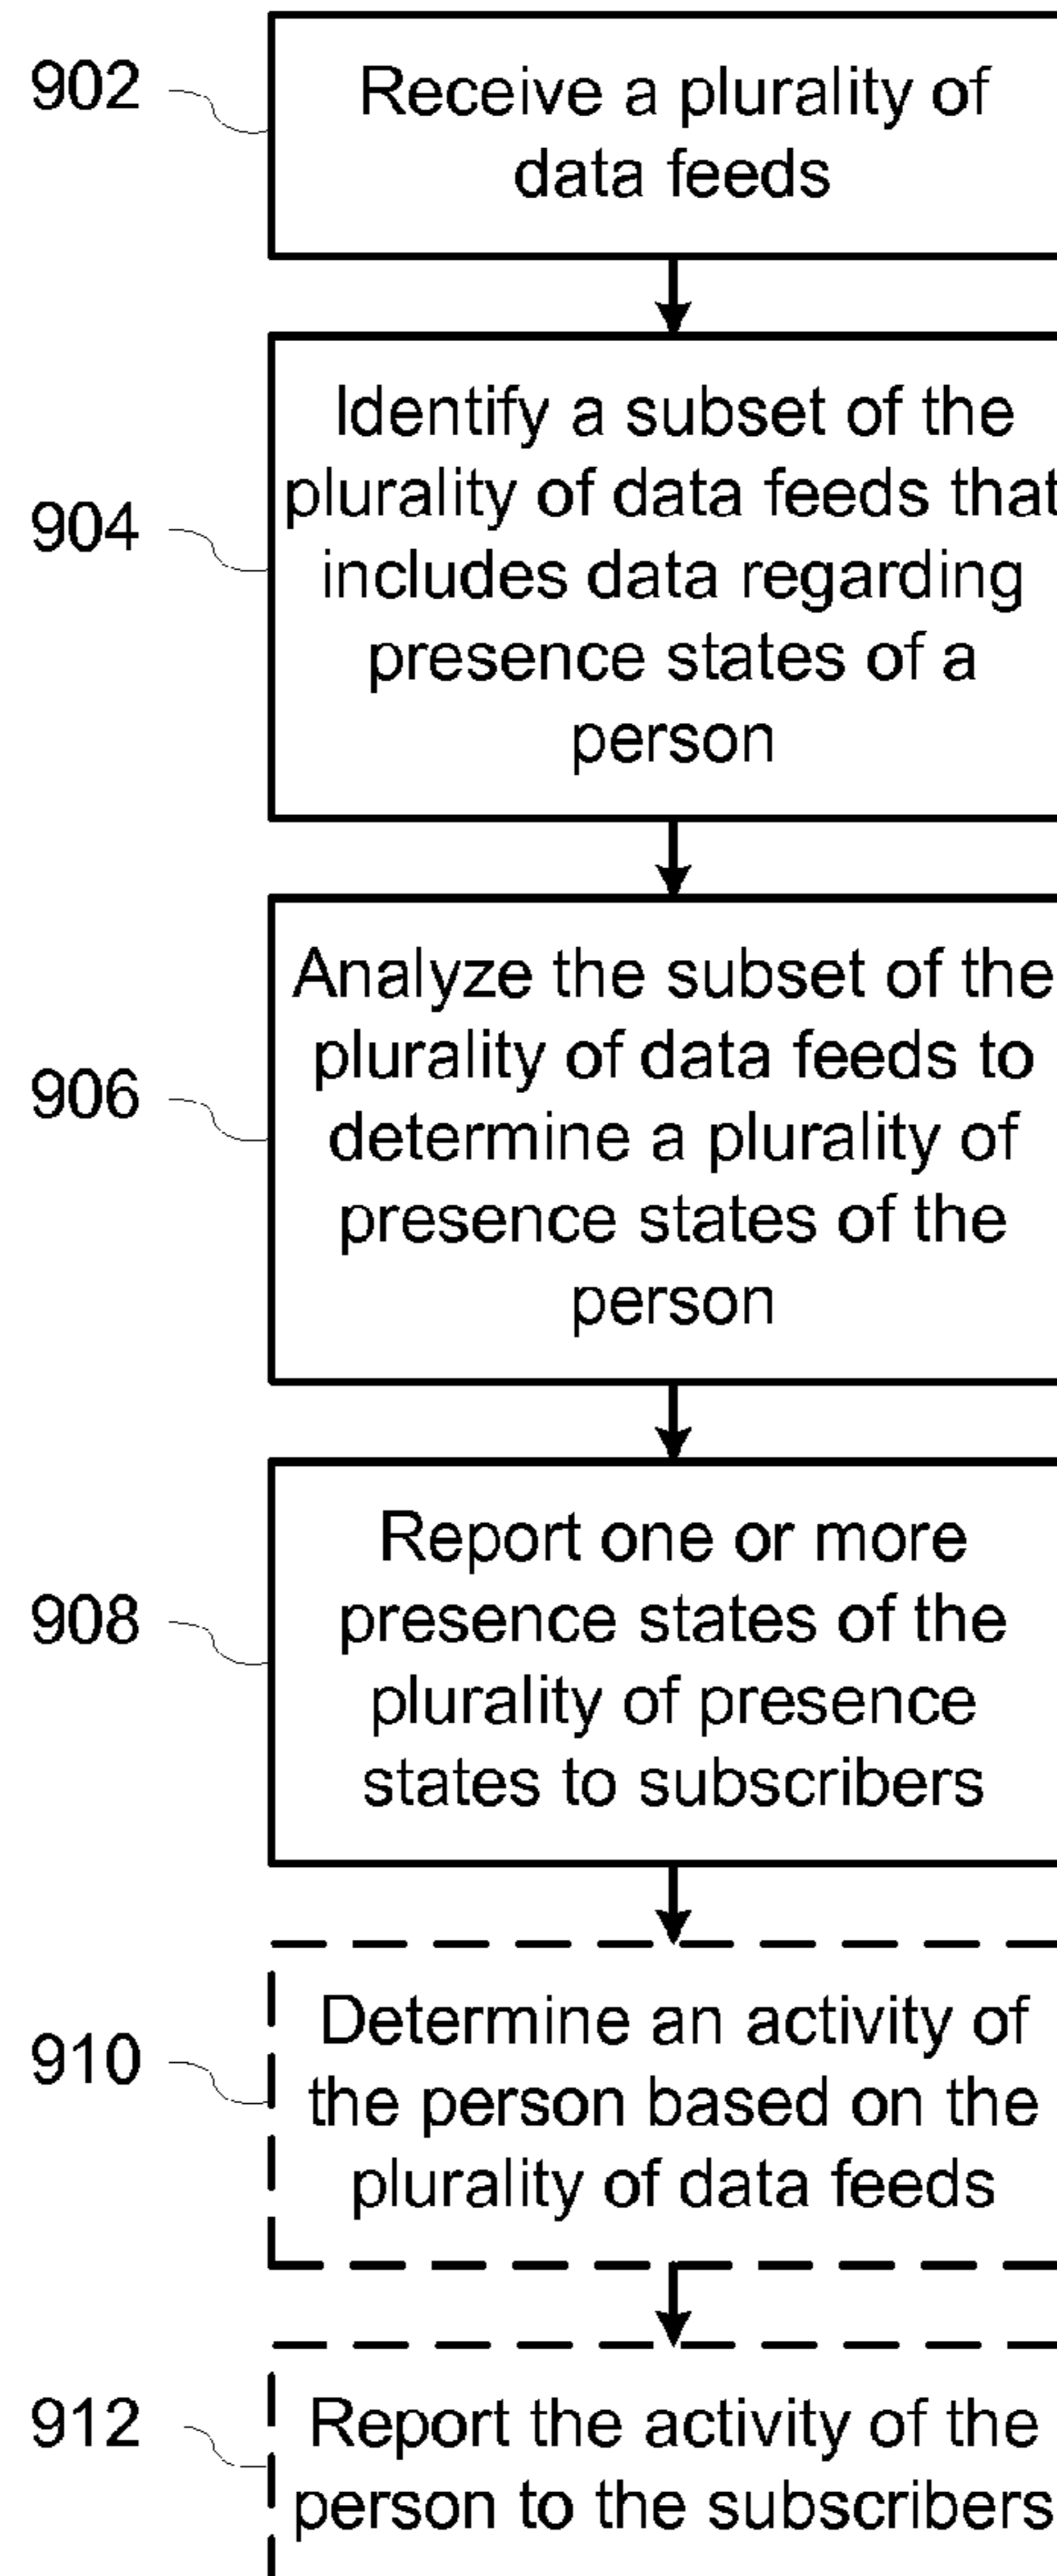 902
Receive a plurality of
data feeds
904
Identify a subset of the
plurality of data feeds that
includes data regarding
presence states of a
person
906
Analyze the subset of the
plurality of data feeds to
determine a plurality of
presence states of the
person
908
Report one or more
presence states of the
plurality of presence
states to subscribers
910
Determine an activity of
the person based on the
plurality of data feeds
912
Report the activity of the
person to the subscribers